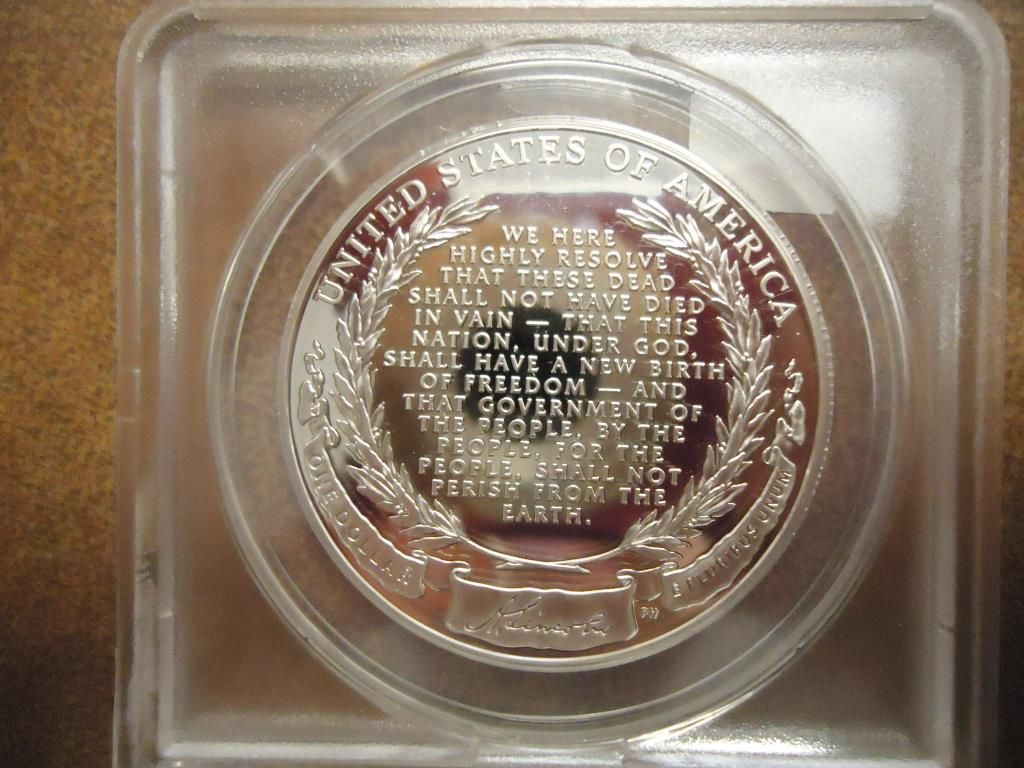 UNITED STATES OF AMERICA
WE HERE
HIGHLY RESOLVE
THAT THESE DEAD
SHALL NOT HAVE DIED
IN VAIN — THAT THIS
NATION, UNDER GOD,
SHALL HAVE A NEW BIRTH
OF FREEDOM — AND
THAT GOVERNMENT OF
THE PEOPLE, BY THE
PEOPLE, FOR THE
PEOPLE, SHALL NOT
PERISH FROM THE
EARTH.
ONE DOLLAR
A. Lincoln
PH
E PLURIBUS UNUM